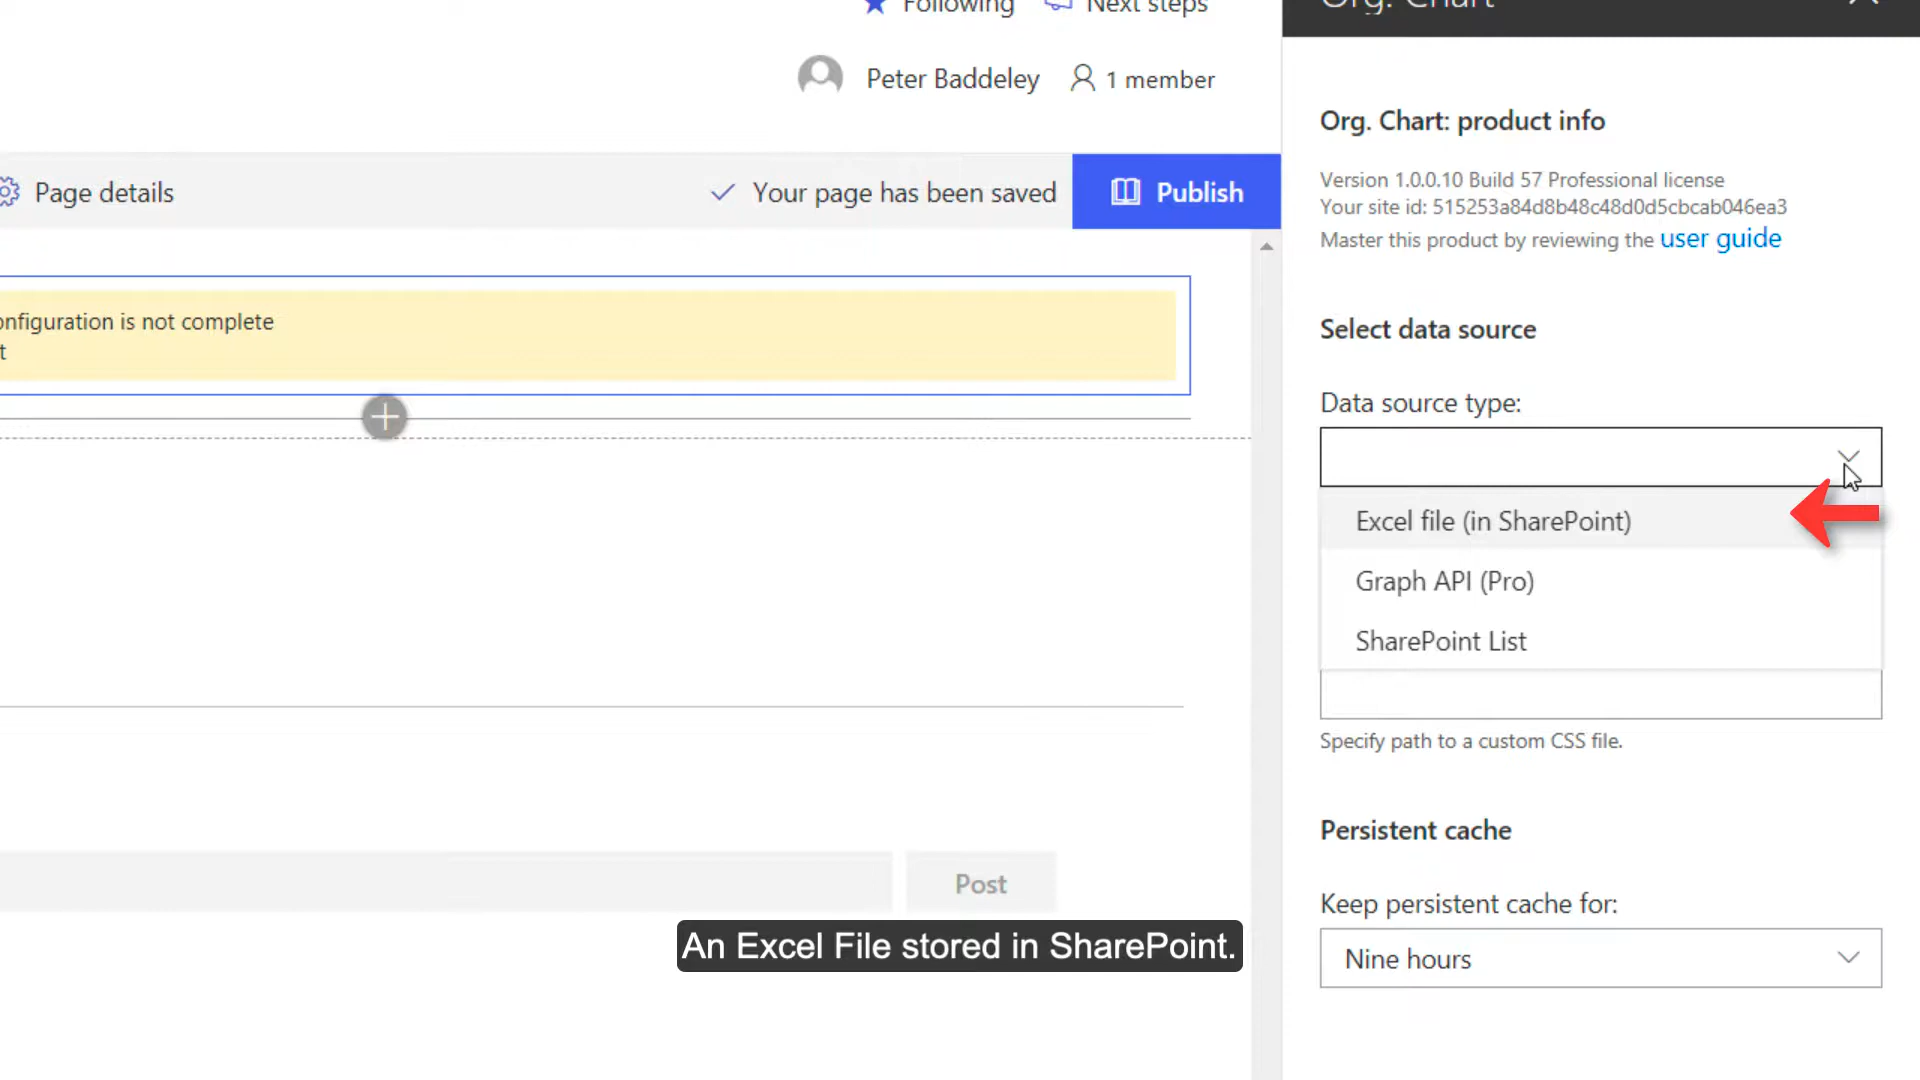 Following
Next steps
Org. Chart
Peter Baddeley
1 member
Page details
Your page has been saved
Publish
onfiguration is not complete
t
Post
An Excel File stored in SharePoint.
Org. Chart: product info
Version 1.0.0.10 Build 57 Professional license
Your site id: 515253a84d8b48c48d0d5cbcab046ea3
Master this product by reviewing the user guide
Select data source
Data source type:
Excel file (in SharePoint)
Graph API (Pro)
SharePoint List
Specify path to a custom CSS file.
Persistent cache
Keep persistent cache for:
Nine hours